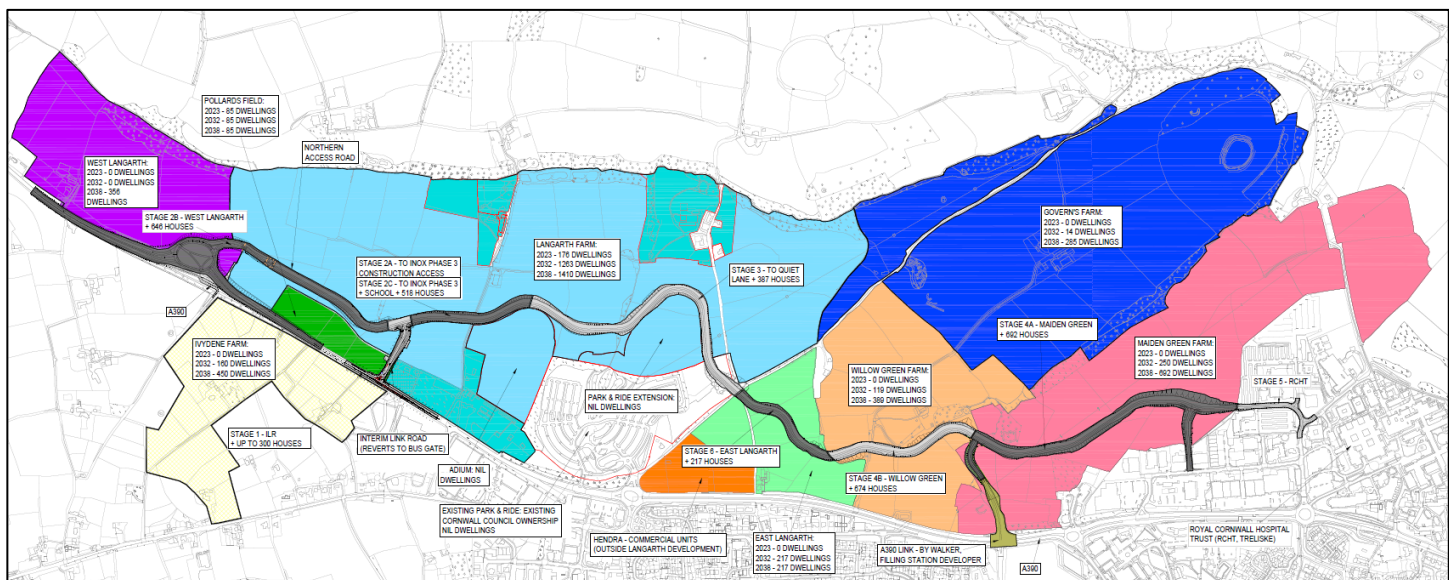 POLLARDS FIELD:
2023 - 85 DWELLINGS
2032 - 85 DWELLINGS
2038 - 85 DWELLINGS
NORTHERN
ACCESS ROAD
WEST LANGARTH:
2023 - 0 DWELLINGS
2032 - 0 DWELLINGS
2038 - 356
DWELLINGS
STAGE 2B - WEST LANGARTH
+ 646 HOUSES
STAGE 2A - TO INOX PHASE 3
CONSTRUCTION ACCESS
STAGE 2C - TO INOX PHASE 3
+ SCHOOL + 518 HOUSES
LANGARTH FARM:
2023 - 176 DWELLINGS
2032 - 1263 DWELLINGS
2038 - 1410 DWELLINGS
STAGE 3 - TO QUIET
LANE + 387 HOUSES
GOVERN'S FARM:
2023 - 0 DWELLINGS
2032 - 14 DWELLINGS
2038 - 285 DWELLINGS
A390
IVYDENE FARM:
2023 - 0 DWELLINGS
2032 - 160 DWELLINGS
2038 - 450 DWELLINGS
STAGE 4A - MAIDEN GREEN
+ 692 HOUSES
MAIDEN GREEN FARM:
2023 - 0 DWELLINGS
2032 - 250 DWELLINGS
2038 - 692 DWELLINGS
WILLOW GREEN FARM:
2023 - 0 DWELLINGS
2032 - 119 DWELLINGS
2038 - 389 DWELLINGS
STAGE 5 - RCHT
PARK & RIDE EXTENSION:
NIL DWELLINGS
STAGE 1 - ILR
+ UP TO 300 HOUSES
INTERIM LINK ROAD
(REVERTS TO BUS GATE)
STAGE 6 - EAST LANGARTH
+ 217 HOUSES
ADIUM: NIL
DWELLINGS
STAGE 4B - WILLOW GREEN
+ 674 HOUSES
EXISTING PARK & RIDE: EXISTING
CORNWALL COUNCIL OWNERSHIP
NIL DWELLINGS
HENDRA - COMMERCIAL UNITS
(OUTSIDE LANGARTH DEVELOPMENT)
EAST LANGARTH:
2023 - 0 DWELLINGS
2032 - 217 DWELLINGS
2038 - 217 DWELLINGS
A390 LINK - BY WALKER,
FILLING STATION DEVELOPER
A390
ROYAL CORNWALL HOSPITAL
TRUST (RCHT, TRELISKE)